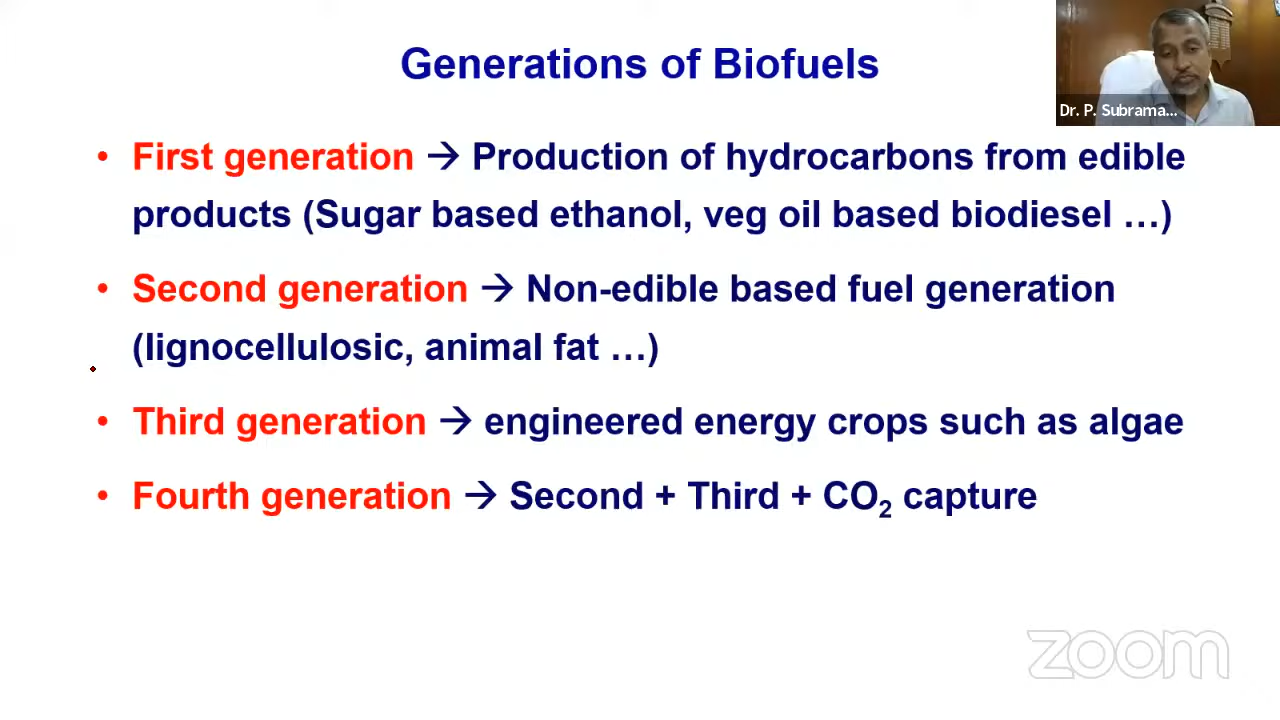 Generations of Biofuels
Dr. P. Subrama...
• First generation → Production of hydrocarbons from edible
products (Sugar based ethanol, veg oil based biodiesel …)
• Second generation → Non-edible based fuel generation
(lignocellulosic, animal fat …)
• Third generation → engineered energy crops such as algae
• Fourth generation → Second + Third + CO₂ capture
zoom